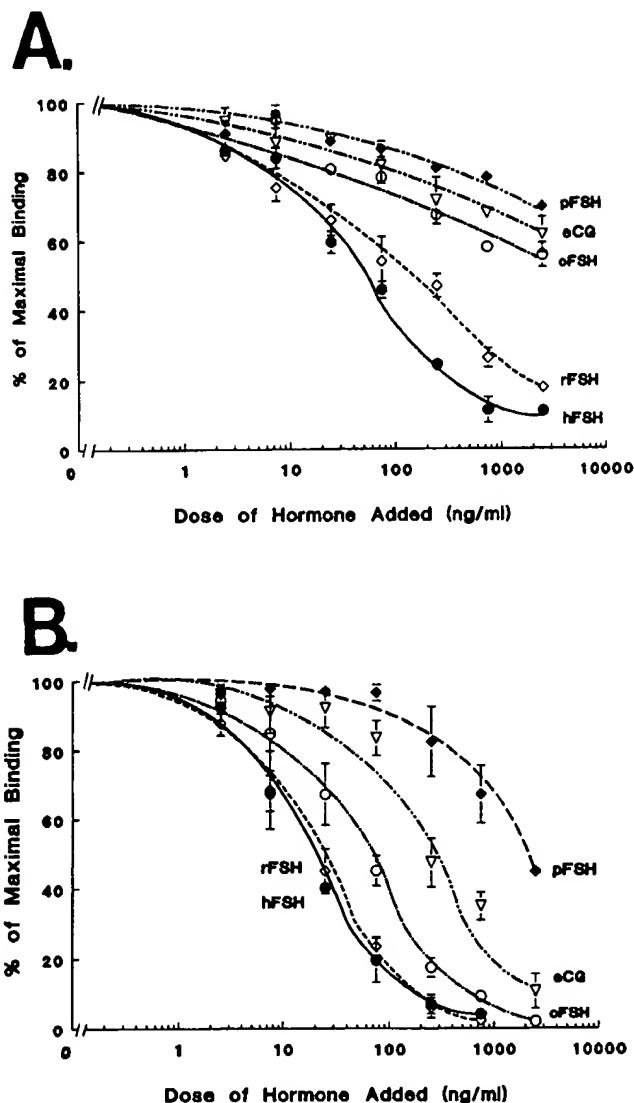 A.
100
80
60
40
20
0
% of Maximal Binding
pFSH
eCG
oFSH
rFSH
hFSH
0 1 10 100 1000 10000
Dose of Hormone Added (ng/ml)
B.
100
80
60
40
20
0
% of Maximal Binding
rFSH
hFSH
pFSH
eCG
oFSH
0 1 10 100 1000 10000
Dose of Hormone Added (ng/ml)